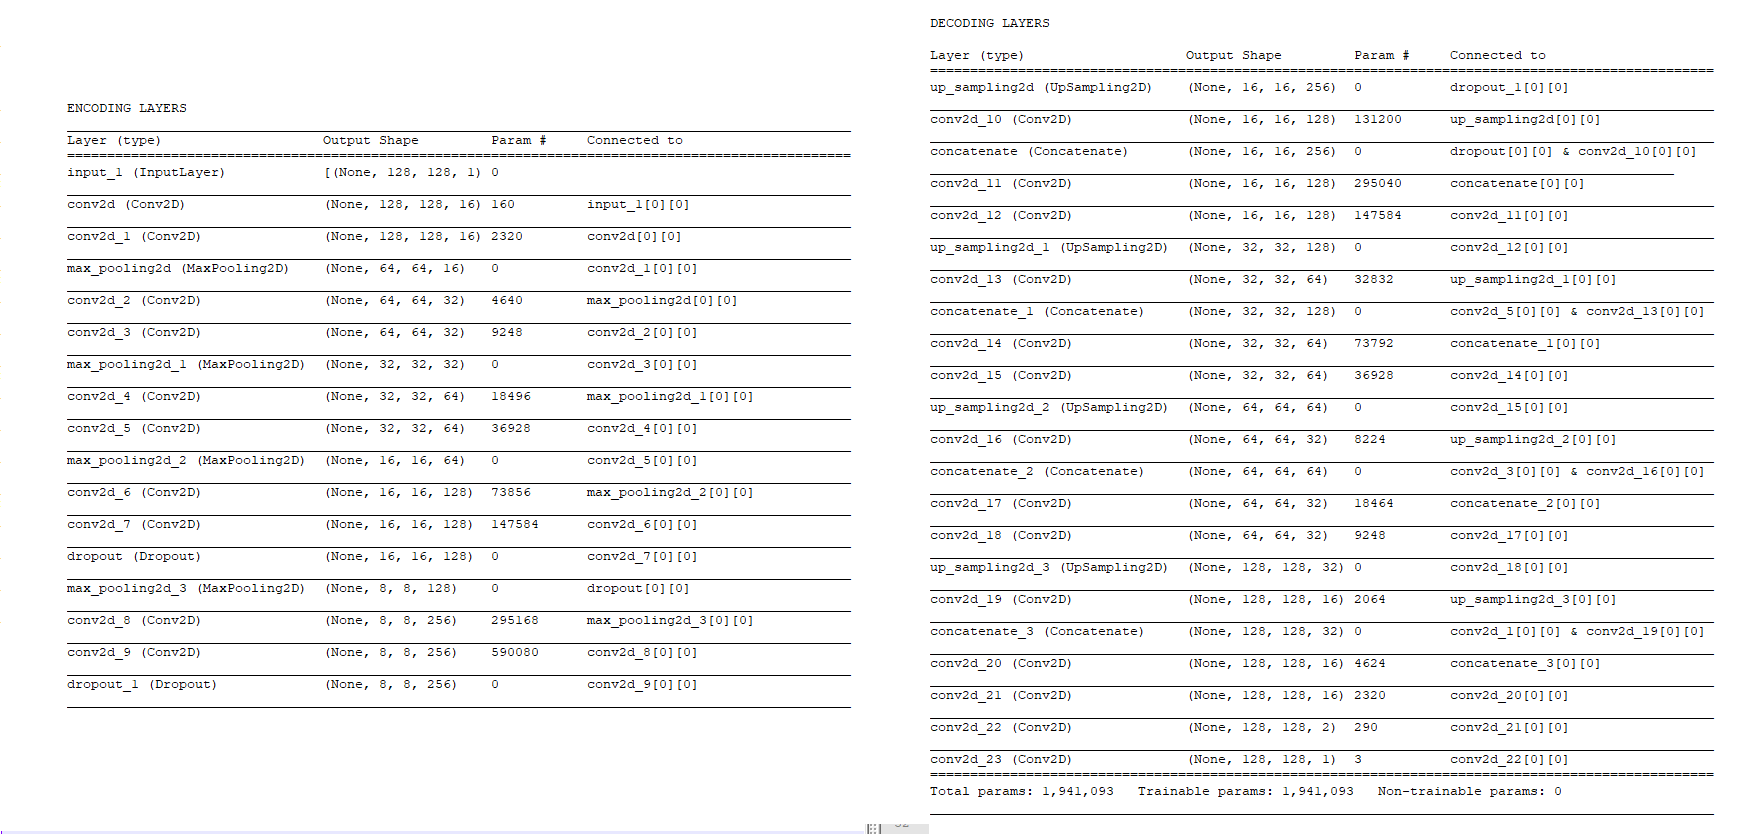 ENCODING LAYERS
Layer (type) Output Shape Param # Connected to
input_1 (InputLayer) [(None, 128, 128, 1) 0
conv2d (Conv2D) (None, 128, 128, 16) 160 input_1[0][0]
conv2d_1 (Conv2D) (None, 128, 128, 16) 2320 conv2d[0][0]
max_pooling2d (MaxPooling2D) (None, 64, 64, 16) 0 conv2d_1[0][0]
conv2d_2 (Conv2D) (None, 64, 64, 32) 4640 max_pooling2d[0][0]
conv2d_3 (Conv2D) (None, 64, 64, 32) 9248 conv2d_2[0][0]
max_pooling2d_1 (MaxPooling2D) (None, 32, 32, 32) 0 conv2d_3[0][0]
conv2d_4 (Conv2D) (None, 32, 32, 64) 18496 max_pooling2d_1[0][0]
conv2d_5 (Conv2D) (None, 32, 32, 64) 36928 conv2d_4[0][0]
max_pooling2d_2 (MaxPooling2D) (None, 16, 16, 64) 0 conv2d_5[0][0]
conv2d_6 (Conv2D) (None, 16, 16, 128) 73856 max_pooling2d_2[0][0]
conv2d_7 (Conv2D) (None, 16, 16, 128) 147584 conv2d_6[0][0]
dropout (Dropout) (None, 16, 16, 128) 0 conv2d_7[0][0]
max_pooling2d_3 (MaxPooling2D) (None, 8, 8, 128) 0 dropout[0][0]
conv2d_8 (Conv2D) (None, 8, 8, 256) 295168 max_pooling2d_3[0][0]
conv2d_9 (Conv2D) (None, 8, 8, 256) 590080 conv2d_8[0][0]
dropout_1 (Dropout) (None, 8, 8, 256) 0 conv2d_9[0][0]
DECODING LAYERS
Layer (type) Output Shape Param # Connected to
up_sampling2d (UpSampling2D) (None, 16, 16, 256) 0 dropout_1[0][0]
conv2d_10 (Conv2D) (None, 16, 16, 128) 131200 up_sampling2d[0][0]
concatenate (Concatenate) (None, 16, 16, 256) 0 dropout[0][0] & conv2d_10[0][0]
conv2d_11 (Conv2D) (None, 16, 16, 128) 295040 concatenate[0][0]
conv2d_12 (Conv2D) (None, 16, 16, 128) 147584 conv2d_11[0][0]
up_sampling2d_1 (UpSampling2D) (None, 32, 32, 128) 0 conv2d_12[0][0]
conv2d_13 (Conv2D) (None, 32, 32, 64) 32832 up_sampling2d_1[0][0]
concatenate_1 (Concatenate) (None, 32, 32, 128) 0 conv2d_5[0][0] & conv2d_13[0][0]
conv2d_14 (Conv2D) (None, 32, 32, 64) 73792 concatenate_1[0][0]
conv2d_15 (Conv2D) (None, 32, 32, 64) 36928 conv2d_14[0][0]
up_sampling2d_2 (UpSampling2D) (None, 64, 64, 64) 0 conv2d_15[0][0]
conv2d_16 (Conv2D) (None, 64, 64, 32) 8224 up_sampling2d_2[0][0]
concatenate_2 (Concatenate) (None, 64, 64, 64) 0 conv2d_3[0][0] & conv2d_16[0][0]
conv2d_17 (Conv2D) (None, 64, 64, 32) 18464 concatenate_2[0][0]
conv2d_18 (Conv2D) (None, 64, 64, 32) 9248 conv2d_17[0][0]
up_sampling2d_3 (UpSampling2D) (None, 128, 128, 32) 0 conv2d_18[0][0]
conv2d_19 (Conv2D) (None, 128, 128, 16) 2064 up_sampling2d_3[0][0]
concatenate_3 (Concatenate) (None, 128, 128, 32) 0 conv2d_1[0][0] & conv2d_19[0][0]
conv2d_20 (Conv2D) (None, 128, 128, 16) 4624 concatenate_3[0][0]
conv2d_21 (Conv2D) (None, 128, 128, 16) 2320 conv2d_20[0][0]
conv2d_22 (Conv2D) (None, 128, 128, 2) 290 conv2d_21[0][0]
conv2d_23 (Conv2D) (None, 128, 128, 1) 3 conv2d_22[0][0]
Total params: 1,941,093 Trainable params: 1,941,093 Non-trainable params: 0